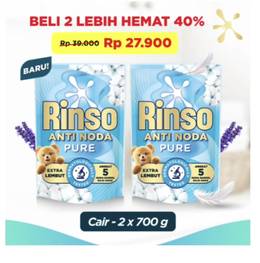 BELI 2 LEBIH HEMAT 40%
Rp 39.000 Rp 27.900
BARU!
Rinso
ANTI NODA
PURE
EXTRA
LEMBUT
5
Rinso
ANTI NODA
PURE
EXTRA
LEMBUT
5
Cair - 2 x 700 g